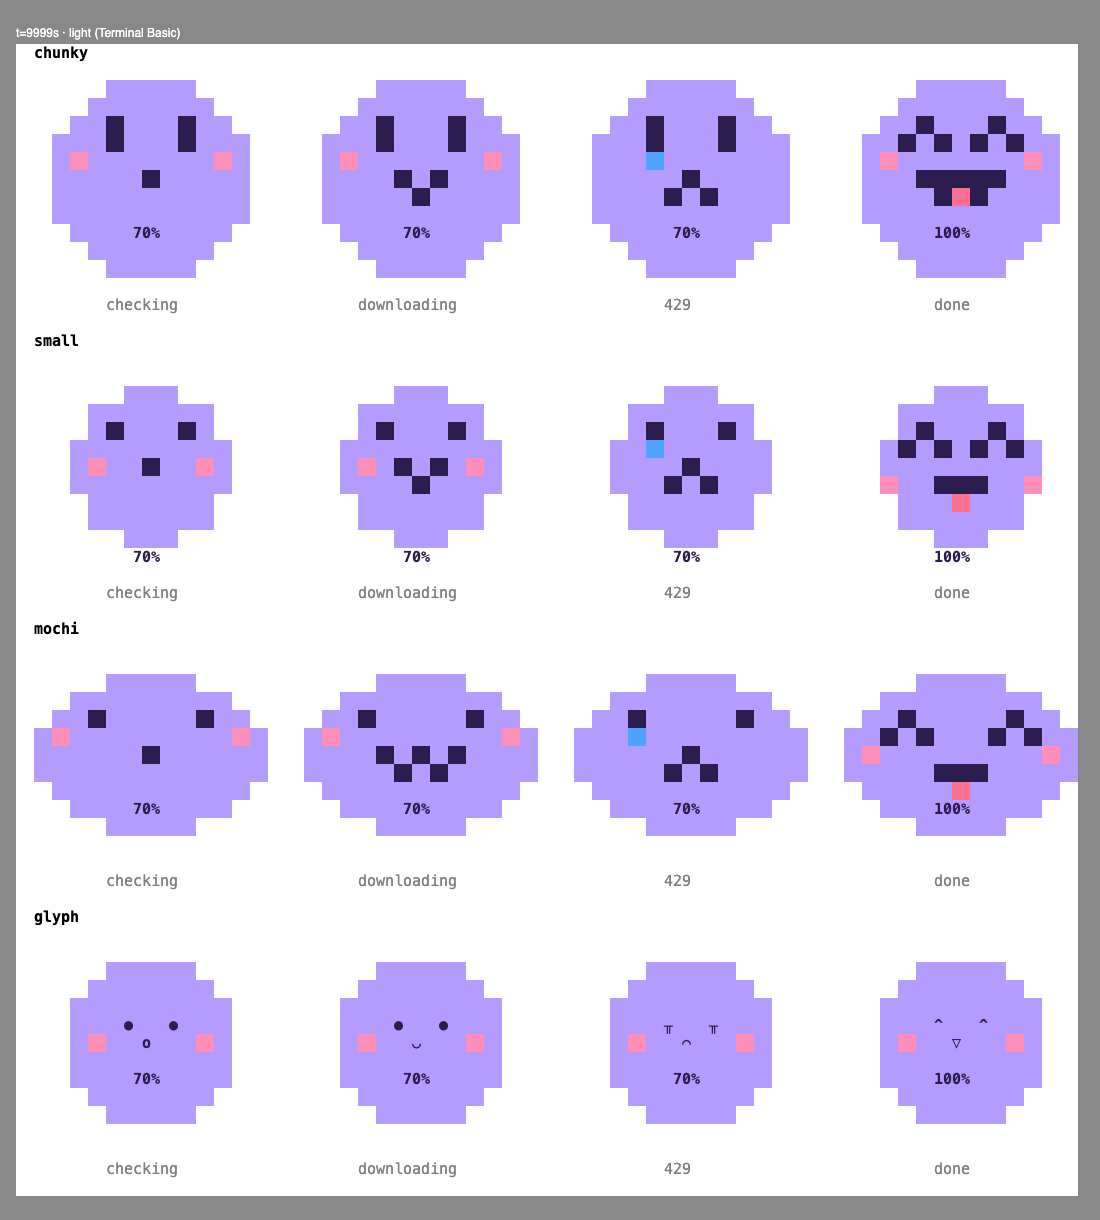 t=9999s · light (Terminal Basic)
chunky
70% 70% 70% 100%
checking downloading 429 done
small
70% 70% 70% 100%
checking downloading 429 done
mochi
70% 70% 70% 100%
checking downloading 429 done
glyph
● ● ● ● ╥ ╥ ^ ^
o ◡ ◠ ▽
70% 70% 70% 100%
checking downloading 429 done